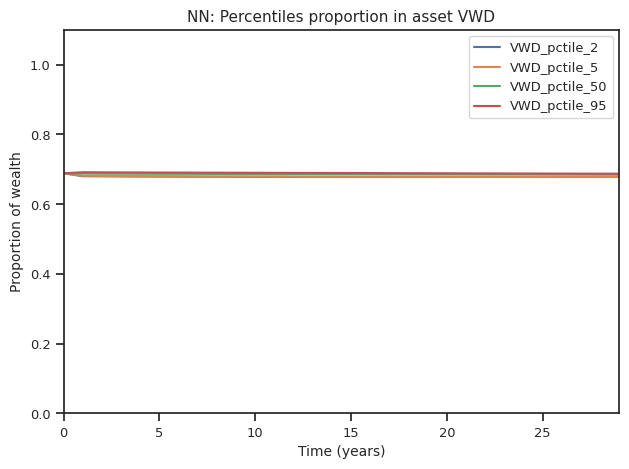 NN: Percentiles proportion in asset VWD
VWD_pctile_2
VWD_pctile_5
VWD_pctile_50
VWD_pctile_95
Proportion of wealth
1.0
0.8
0.6
0.4
0.2
0.0
0 5 10 15 20 25
Time (years)